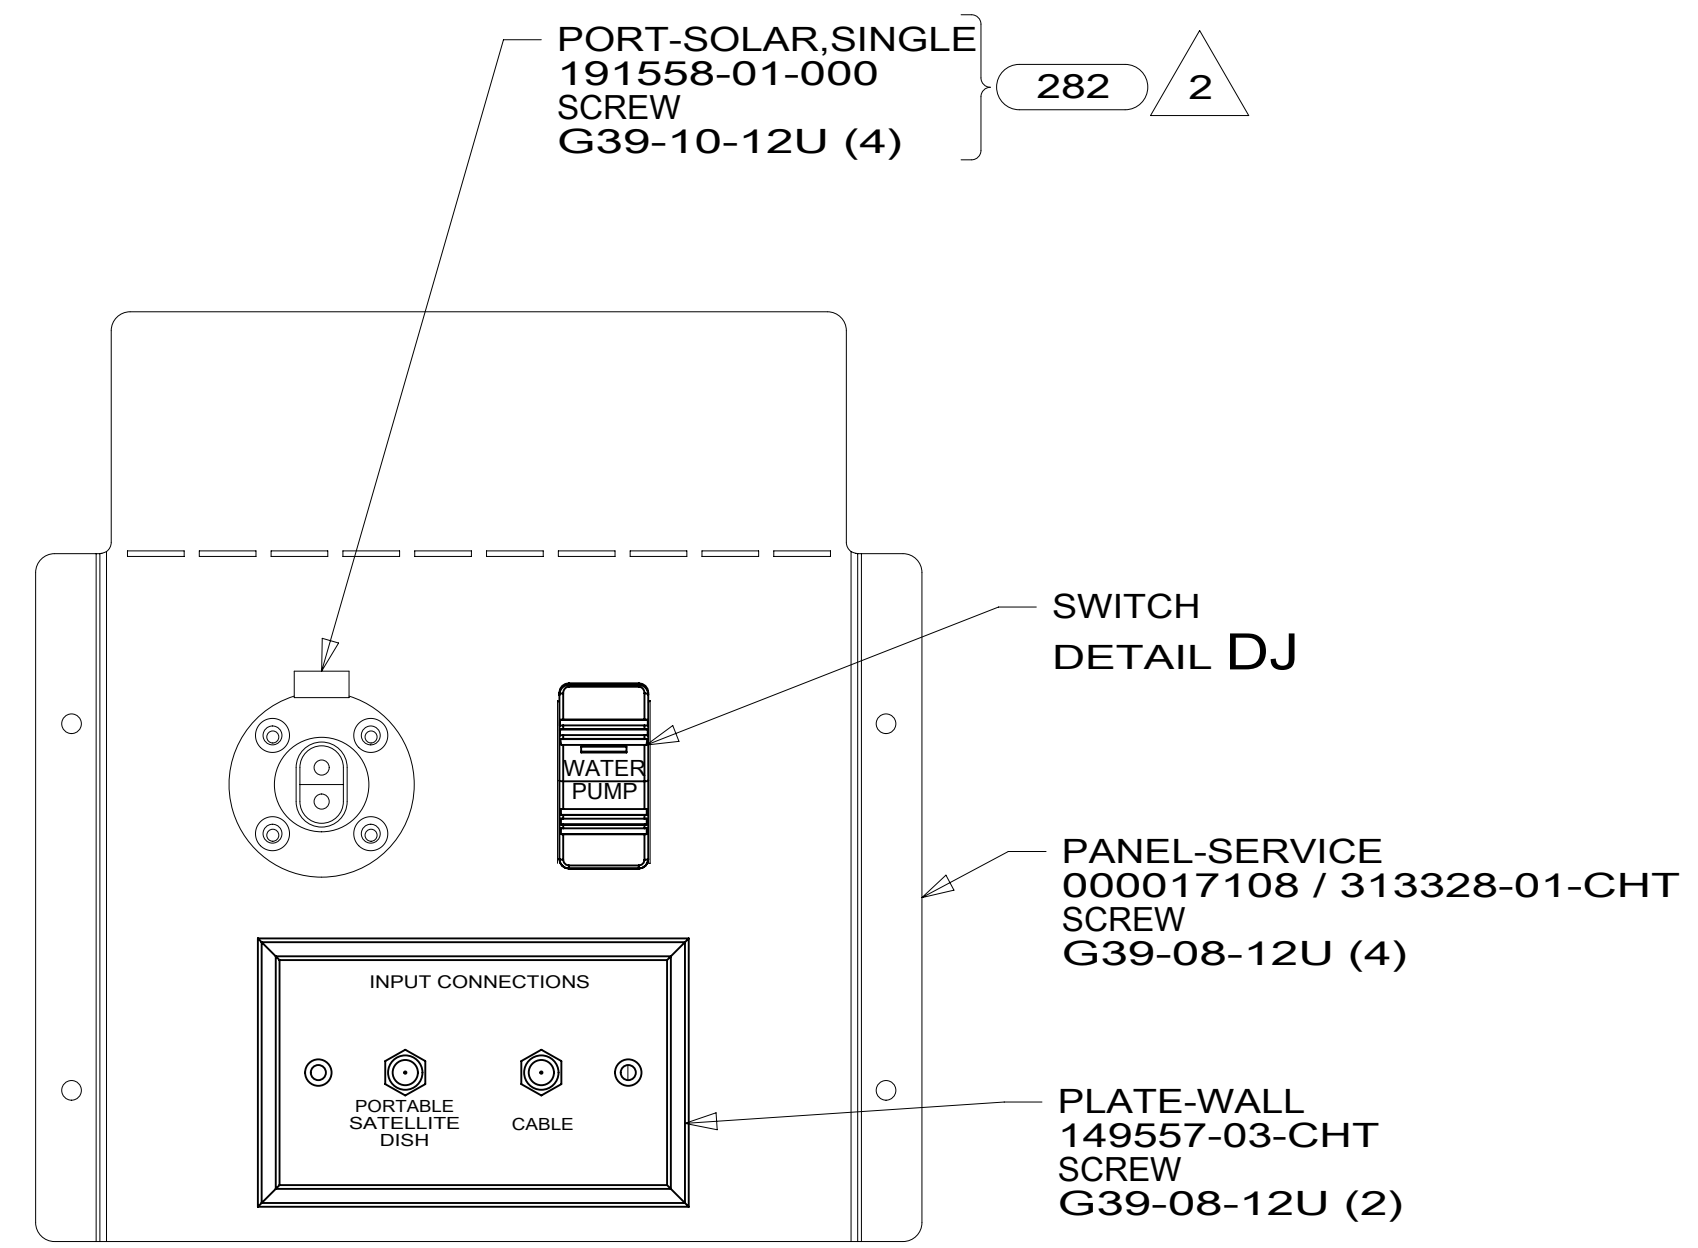 PORT-SOLAR,SINGLE
191558-01-000
SCREW
G39-10-12U (4)
282
2
SWITCH
DETAIL DJ
WATER
PUMP
PANEL-SERVICE
000017108 / 313328-01-CHT
SCREW
G39-08-12U (4)
INPUT CONNECTIONS
PORTABLE
SATELLITE
DISH
CABLE
PLATE-WALL
149557-03-CHT
SCREW
G39-08-12U (2)